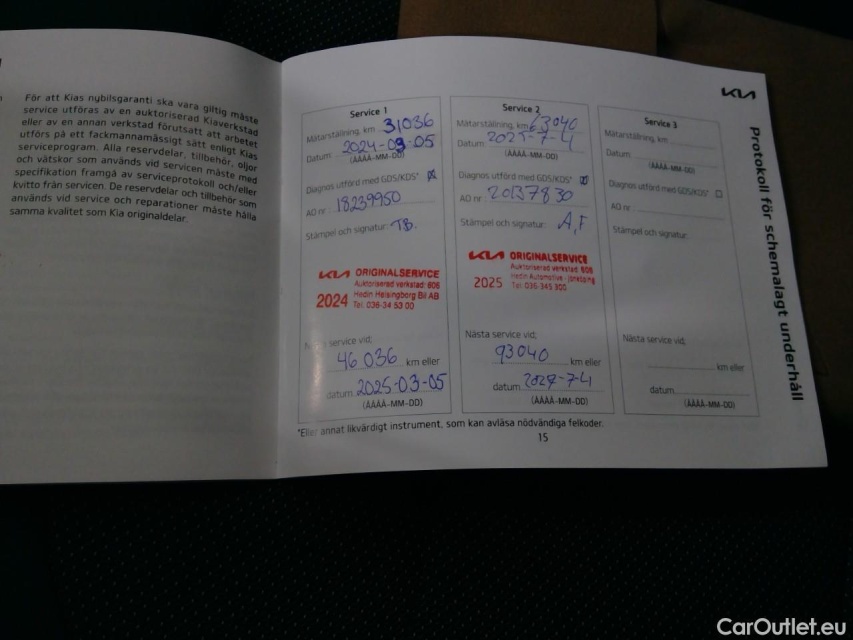 För att Kias nybilsgaranti ska vara giltig måste
service utföras av en auktoriserad Kiaverkstad
eller av en annan verkstad förutsatt att arbetet
utförs på ett fackmannamässigt sätt enligt Kias
serviceprogram. Alla reservdelar, tillbehör, oljor
och vätskor som används vid servicen måste med
specifikation framgå av serviceprotokoll och/eller
kvitto från servicen. De reservdelar och tillbehör som
används vid service och reparationer måste hålla
samma kvalitet som Kia originaldelar.
KIA
Protokoll för schemalagt underhåll
Service 1
Mätarställning, km 31036
Datum 2024-03-05
(ÅÅÅÅ-MM-DD)
Diagnos utförd med GDS/KDS*
AO nr 18239950
Stämpel och signatur: TB.
KIA ORIGINALSERVICE
Auktoriserad verkstad: 606
Hedin Helsingborg Bil AB
2024 Tel. 036-34 53 00
service vid;
46 036 km eller
datum 2025-03-05
(ÅÅÅÅ-MM-DD)
Service 2
Mätarställning, km 63040
Datum 2025-7-4
(ÅÅÅÅ-MM-DD)
Diagnos utförd med GDS/KDS*
AO nr 20137830
Stämpel och signatur: A,F
KIA ORIGINALSERVICE
Auktoriserad verkstad: 606
Hedin Automotive - Jönköping
2025 Tel 036-345 300
Nästa service vid;
93040 km eller
datum 2027-7-4
(ÅÅÅÅ-MM-DD)
Service 3
Mätarställning, km
Datum
(ÅÅÅÅ-MM-DD)
Diagnos utförd med GDS/KDS*
AO nr
Stämpel och signatur:
Nästa service vid;
km eller
datum
(ÅÅÅÅ-MM-DD)
*Eller annat likvärdigt instrument, som kan avläsa nödvändiga felkoder.
15
CarOutlet.eu